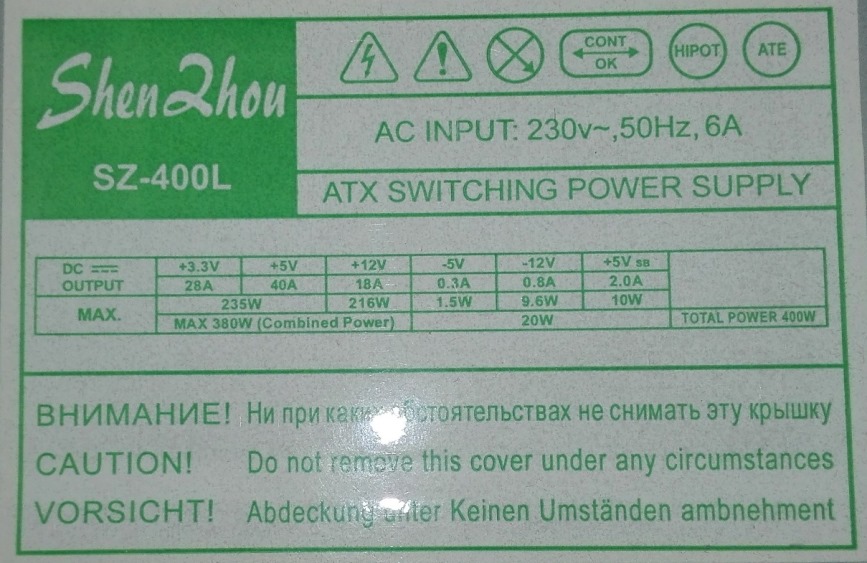 ShenZhou
SZ-400L
CONT
OK
HIPOT
ATE
AC INPUT: 230v~,50Hz, 6A
ATX SWITCHING POWER SUPPLY
DC OUTPUT +3.3V +5V +12V -5V -12V +5V SB
28A 40A 18A 0.3A 0.8A 2.0A
MAX. 235W 216W 1.5W 9.6W 10W
MAX 380W (Combined Power) 20W TOTAL POWER 400W
ВНИМАНИЕ! Ни при каких обстоятельствах не снимать эту крышку
CAUTION! Do not remove this cover under any circumstances
VORSICHT! Abdeckung unter Keinen Umständen ambnehment